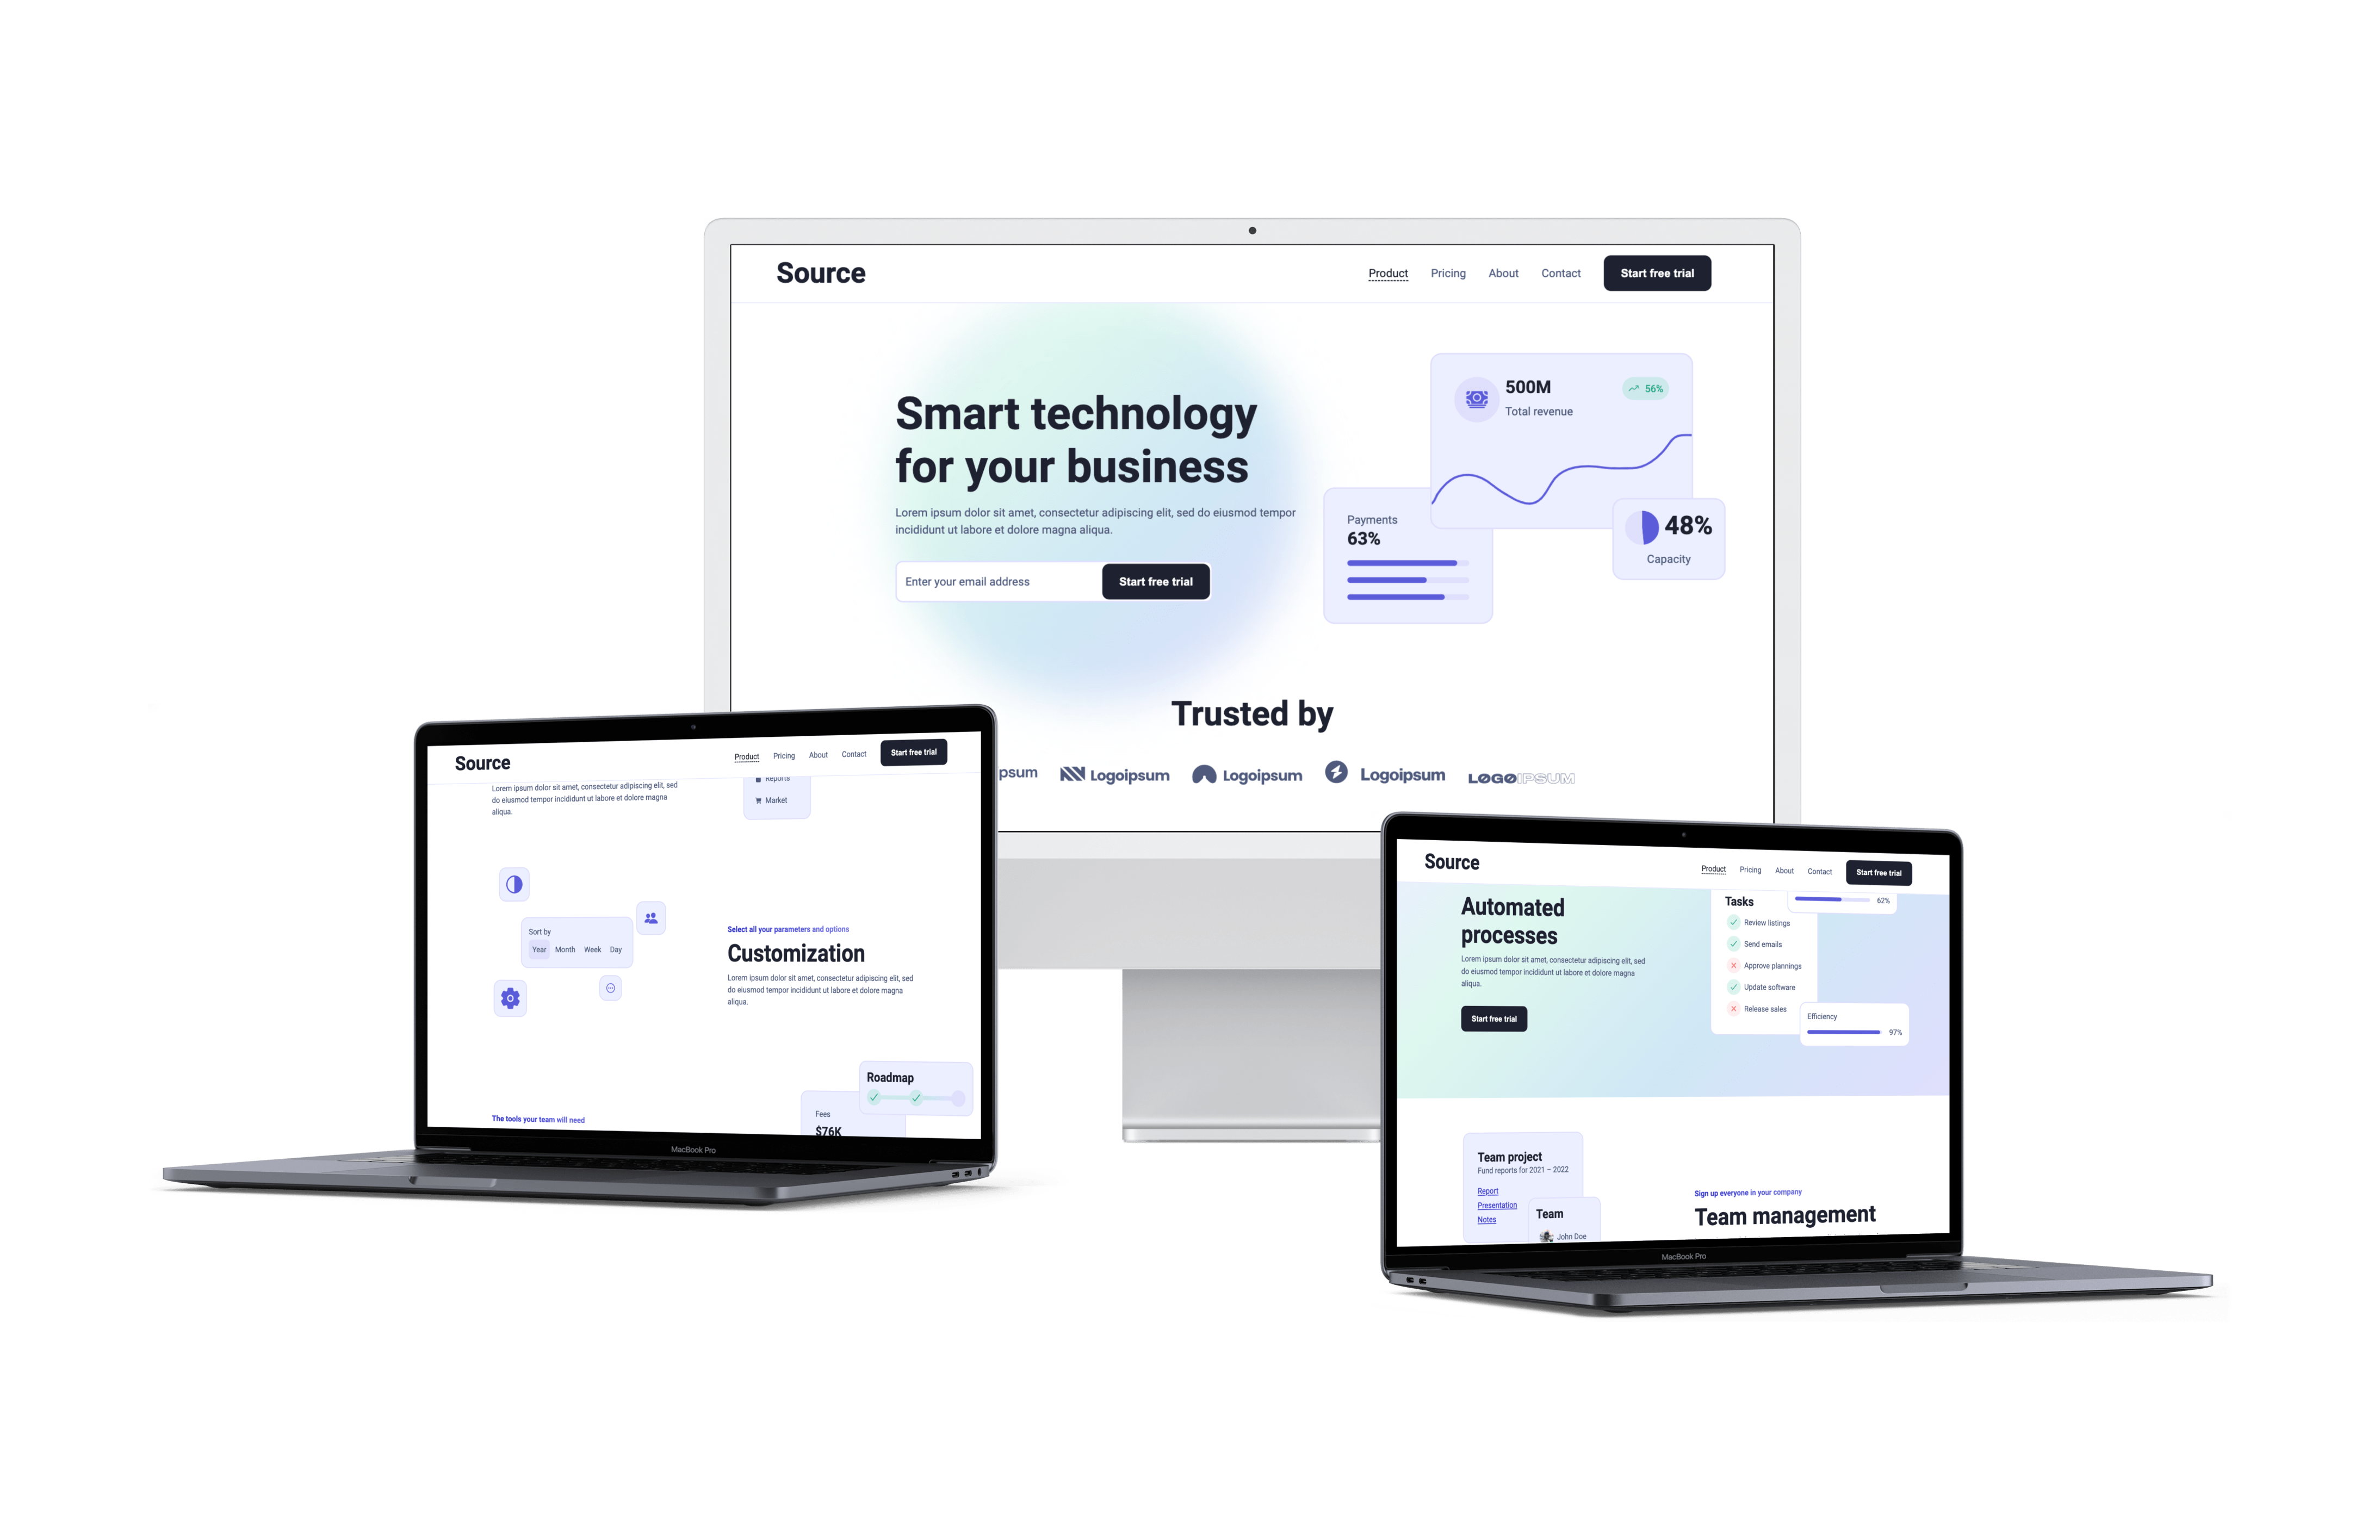 Source
Product Pricing About Contact Start free trial
Smart technology
for your business
Lorem ipsum dolor sit amet, consectetur adipiscing elit, sed do eiusmod tempor
incididunt ut labore et dolore magna aliqua.
Enter your email address Start free trial
500M
Total revenue
56%
Payments
63%
48%
Capacity
Trusted by
psum Logoipsum Logoipsum Logoipsum LOGOIPSUM
Source
Product Pricing About Contact Start free trial
Lorem ipsum dolor sit amet, consectetur adipiscing elit, sed
do eiusmod tempor incididunt ut labore et dolore magna
aliqua.
Reports
Market
Sort by
Year Month Week Day
Select all your parameters and options
Customization
Lorem ipsum dolor sit amet, consectetur adipiscing elit, sed
do eiusmod tempor incididunt ut labore et dolore magna
aliqua.
The tools your team will need
Roadmap
Fees
$76K
MacBook Pro
Source
Product Pricing About Contact Start free trial
Automated
processes
Lorem ipsum dolor sit amet, consectetur adipiscing elit, sed
do eiusmod tempor incididunt ut labore et dolore magna
aliqua.
Start free trial
62%
Tasks
Review listings
Send emails
Approve plannings
Update software
Release sales
Efficiency
97%
Team project
Fund reports for 2021 – 2022
Report
Presentation
Notes
Team
John Doe
Sign up everyone in your company
Team management
MacBook Pro